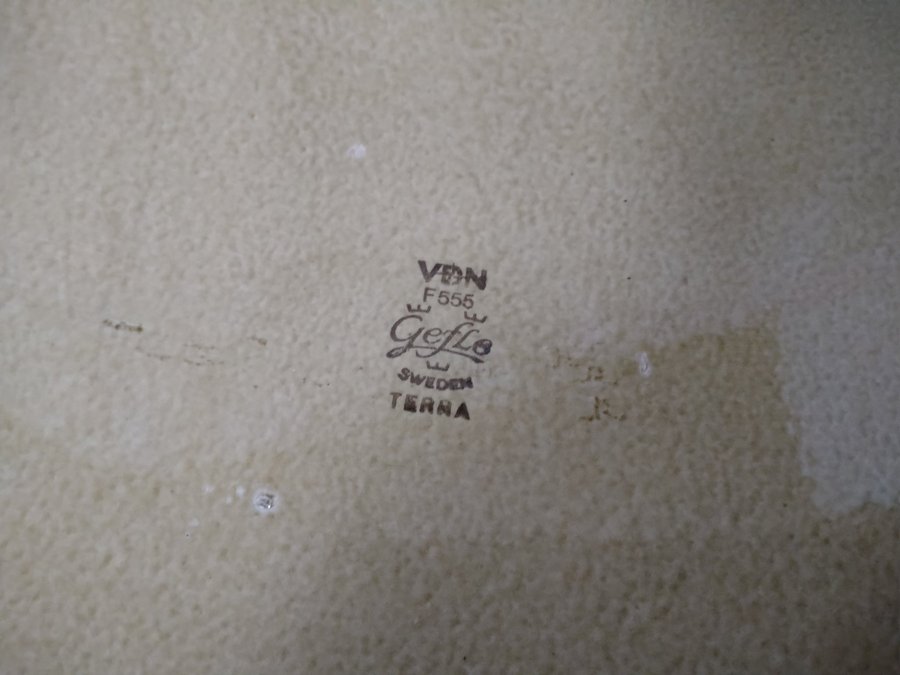 VDN
F555
Gefle
SWEDEN
TERRA